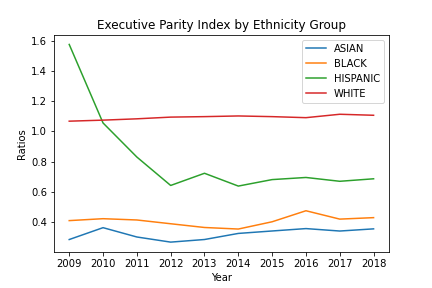 Executive Parity Index by Ethnicity Group
1.6
1.4
1.2
1.0
0.8
0.6
0.4
Ratios
ASIAN
BLACK
HISPANIC
WHITE
2009 2010 2011 2012 2013 2014 2015 2016 2017 2018
Year